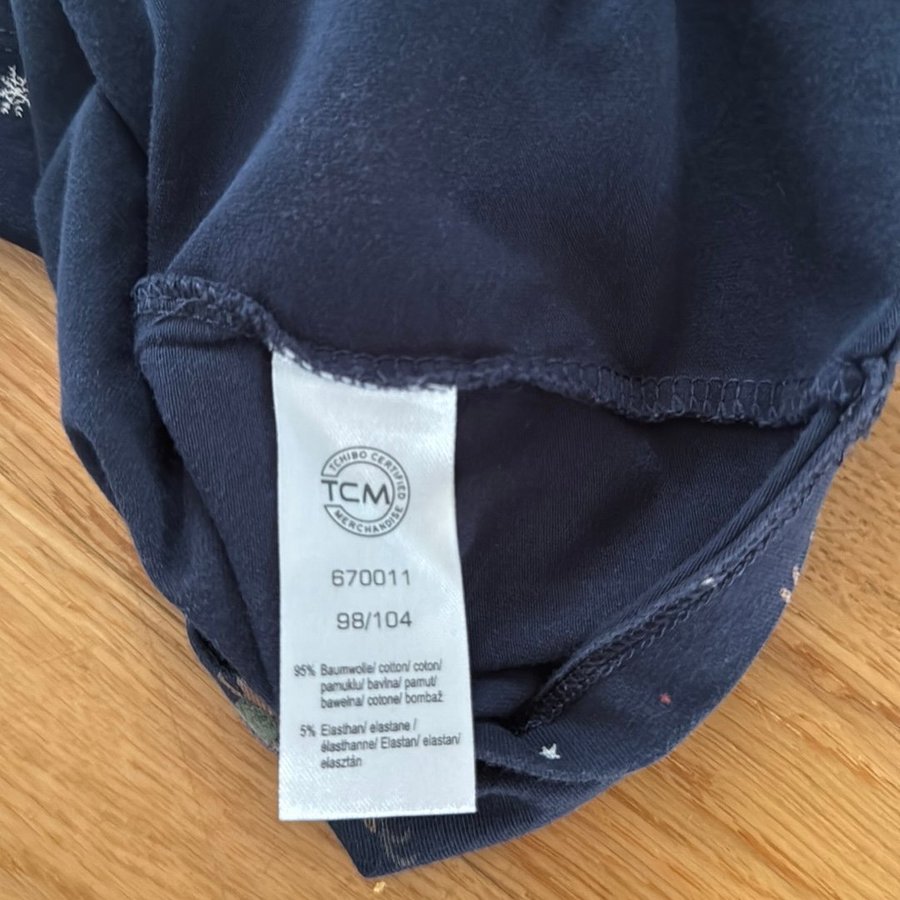 TCHIBO CERTIFIED
TCM
MERCHANDISE
670011
98/104
95% Baumwolle/ cotton/ coton/
pamuklu/ bavlna/ pamut/
bawełna/ cotone/ bombaž
5% Elasthan/ elastane /
élasthanne/ Elastan/ elastan/
elasztán